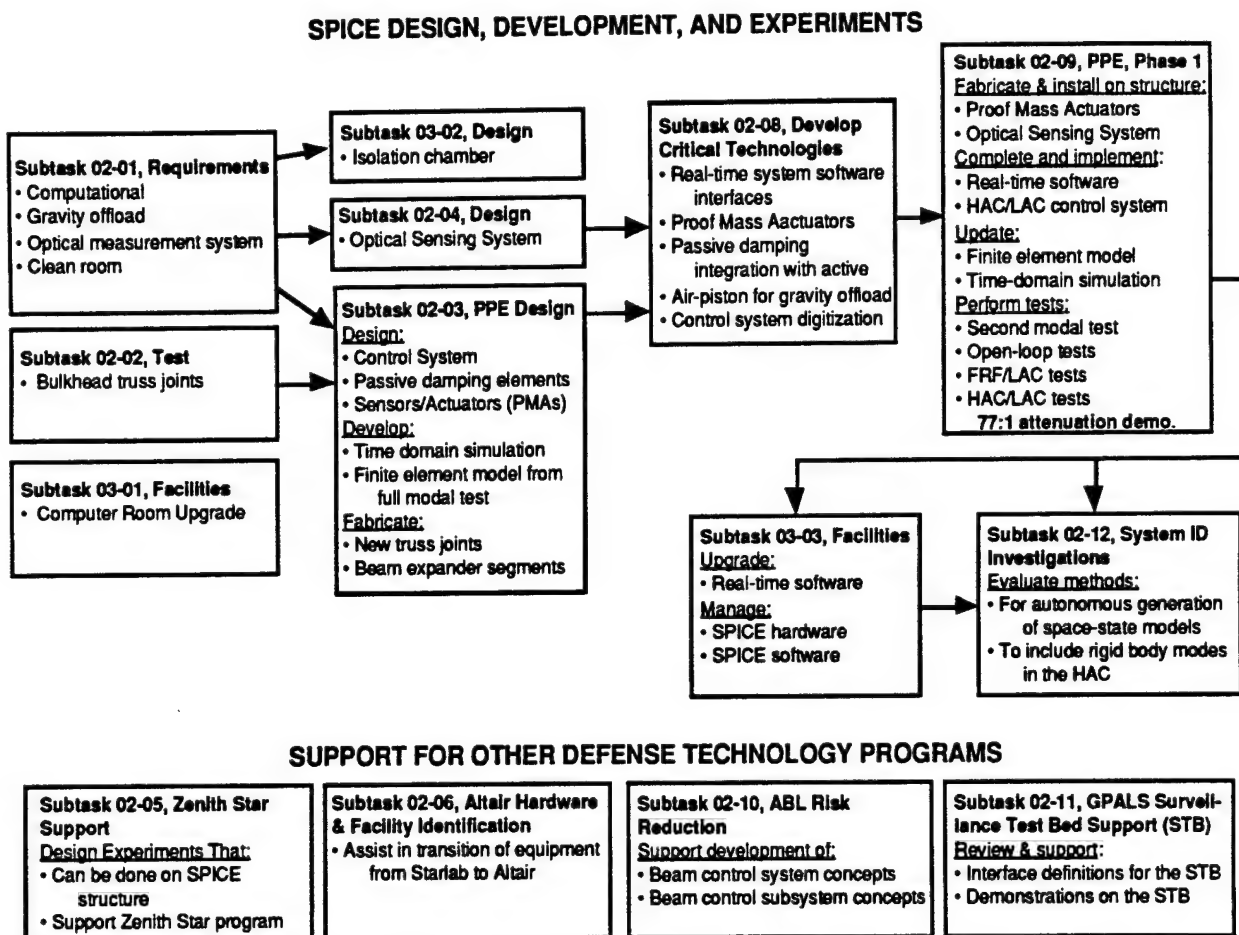 SPICE DESIGN, DEVELOPMENT, AND EXPERIMENTS
Subtask 02-01, Requirements
• Computational
• Gravity offload
• Optical measurement system
• Clean room
Subtask 02-02, Test
• Bulkhead truss joints
Subtask 03-01, Facilities
• Computer Room Upgrade
Subtask 03-02, Design
• Isolation chamber
Subtask 02-04, Design
• Optical Sensing System
Subtask 02-03, PPE Design
Design:
• Control System
• Passive damping elements
• Sensors/Actuators (PMAs)
Develop:
• Time domain simulation
• Finite element model from
full modal test
Fabricate:
• New truss joints
• Beam expander segments
Subtask 02-08, Develop
Critical Technologies
• Real-time system software
interfaces
• Proof Mass Aactuators
• Passive damping
integration with active
• Air-piston for gravity offload
• Control system digitization
Subtask 02-09, PPE, Phase 1
Fabricate & install on structure:
• Proof Mass Actuators
• Optical Sensing System
Complete and implement:
• Real-time software
• HAC/LAC control system
Update:
• Finite element model
• Time-domain simulation
Perform tests:
• Second modal test
• Open-loop tests
• FRF/LAC tests
• HAC/LAC tests
77:1 attenuation demo.
Subtask 03-03, Facilities
Upgrade:
• Real-time software
Manage:
• SPICE hardware
• SPICE software
Subtask 02-12, System ID
Investigations
Evaluate methods:
• For autonomous generation
of space-state models
• To include rigid body modes
in the HAC
SUPPORT FOR OTHER DEFENSE TECHNOLOGY PROGRAMS
Subtask 02-05, Zenith Star
Support
Design Experiments That:
• Can be done on SPICE
structure
• Support Zenith Star program
Subtask 02-06, Altair Hardware
& Facility Identification
• Assist in transition of equipment
from Starlab to Altair
Subtask 02-10, ABL Risk
Reduction
Support development of:
• Beam control system concepts
• Beam control subsystem concepts
Subtask 02-11, GPALS Surveil-
lance Test Bed Support (STB)
Review & support:
• Interface definitions for the STB
• Demonstrations on the STB